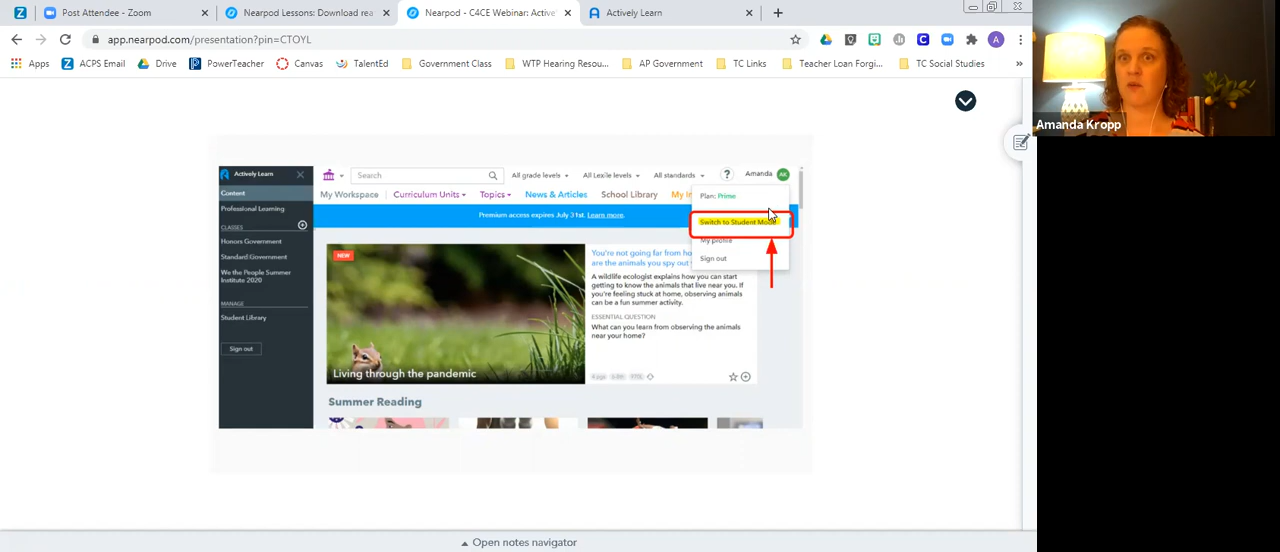 Post Attendee - Zoom
Nearpod Lessons: Download rea
Nearpod - C4CE Webinar: Active
Actively Learn
app.nearpod.com/presentation?pin=CTOYL
A
Apps
ACPS Email
Drive
PowerTeacher
Canvas
TalentEd
Government Class
WTP Hearing Resou...
AP Government
TC Links
Teacher Loan Forgi...
TC Social Studies
»
Amanda Kropp
Actively Learn
Search
All grade levels
All Lexile levels
All standards
?
Amanda
AK
Content
Professional Learning
CLASSES
Honors Government
Standard Government
We the People Summer
Institute 2020
MANAGE
Student Library
Sign out
My Workspace
Curriculum Units
Topics
News & Articles
School Library
My In
Plan: Prime
Switch to Student Mode
My profile
Sign out
Premium access expires July 31st. Learn more.
NEW
Living through the pandemic
You're not going far from ho
are the animals you spy out
A wildlife ecologist explains how you can start
getting to know the animals that live near you. If
you're feeling stuck at home, observing animals
can be a fun summer activity.
ESSENTIAL QUESTION
What can you learn from observing the animals
near your home?
Summer Reading
Open notes navigator